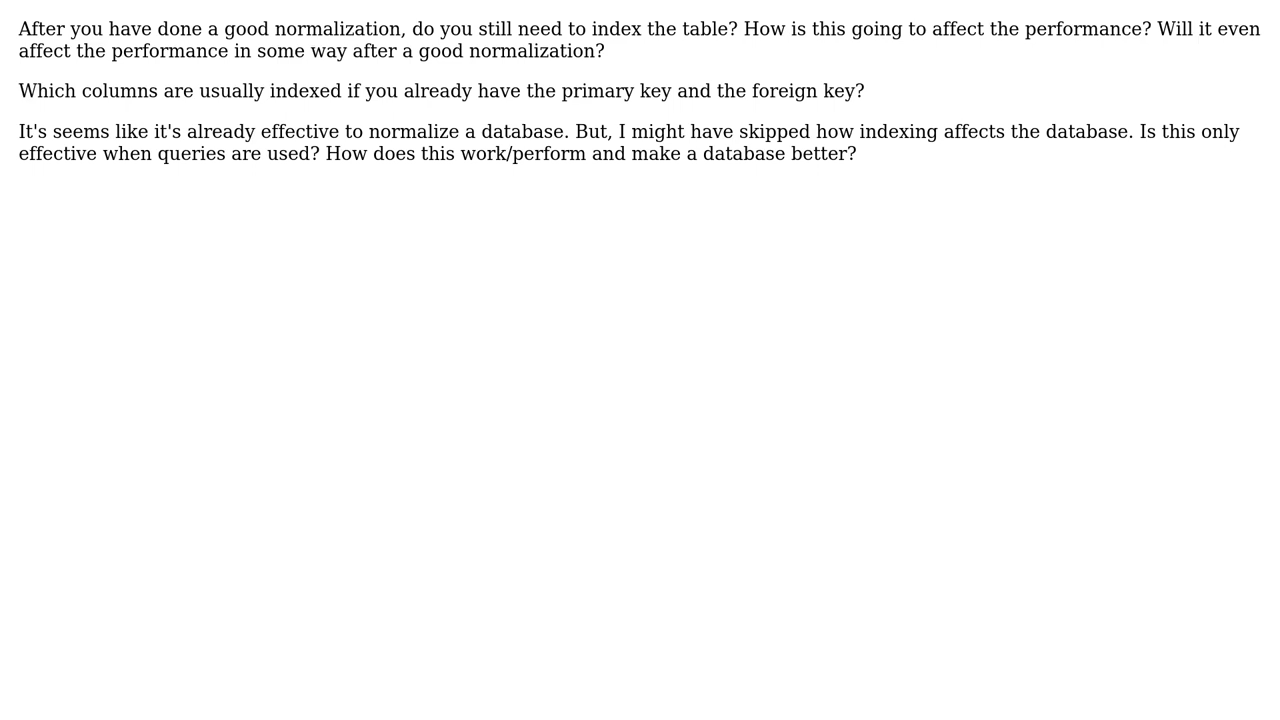 After you have done a good normalization, do you still need to index the table? How is this going to affect the performance? Will it even
affect the performance in some way after a good normalization?
Which columns are usually indexed if you already have the primary key and the foreign key?
It's seems like it's already effective to normalize a database. But, I might have skipped how indexing affects the database. Is this only
effective when queries are used? How does this work/perform and make a database better?